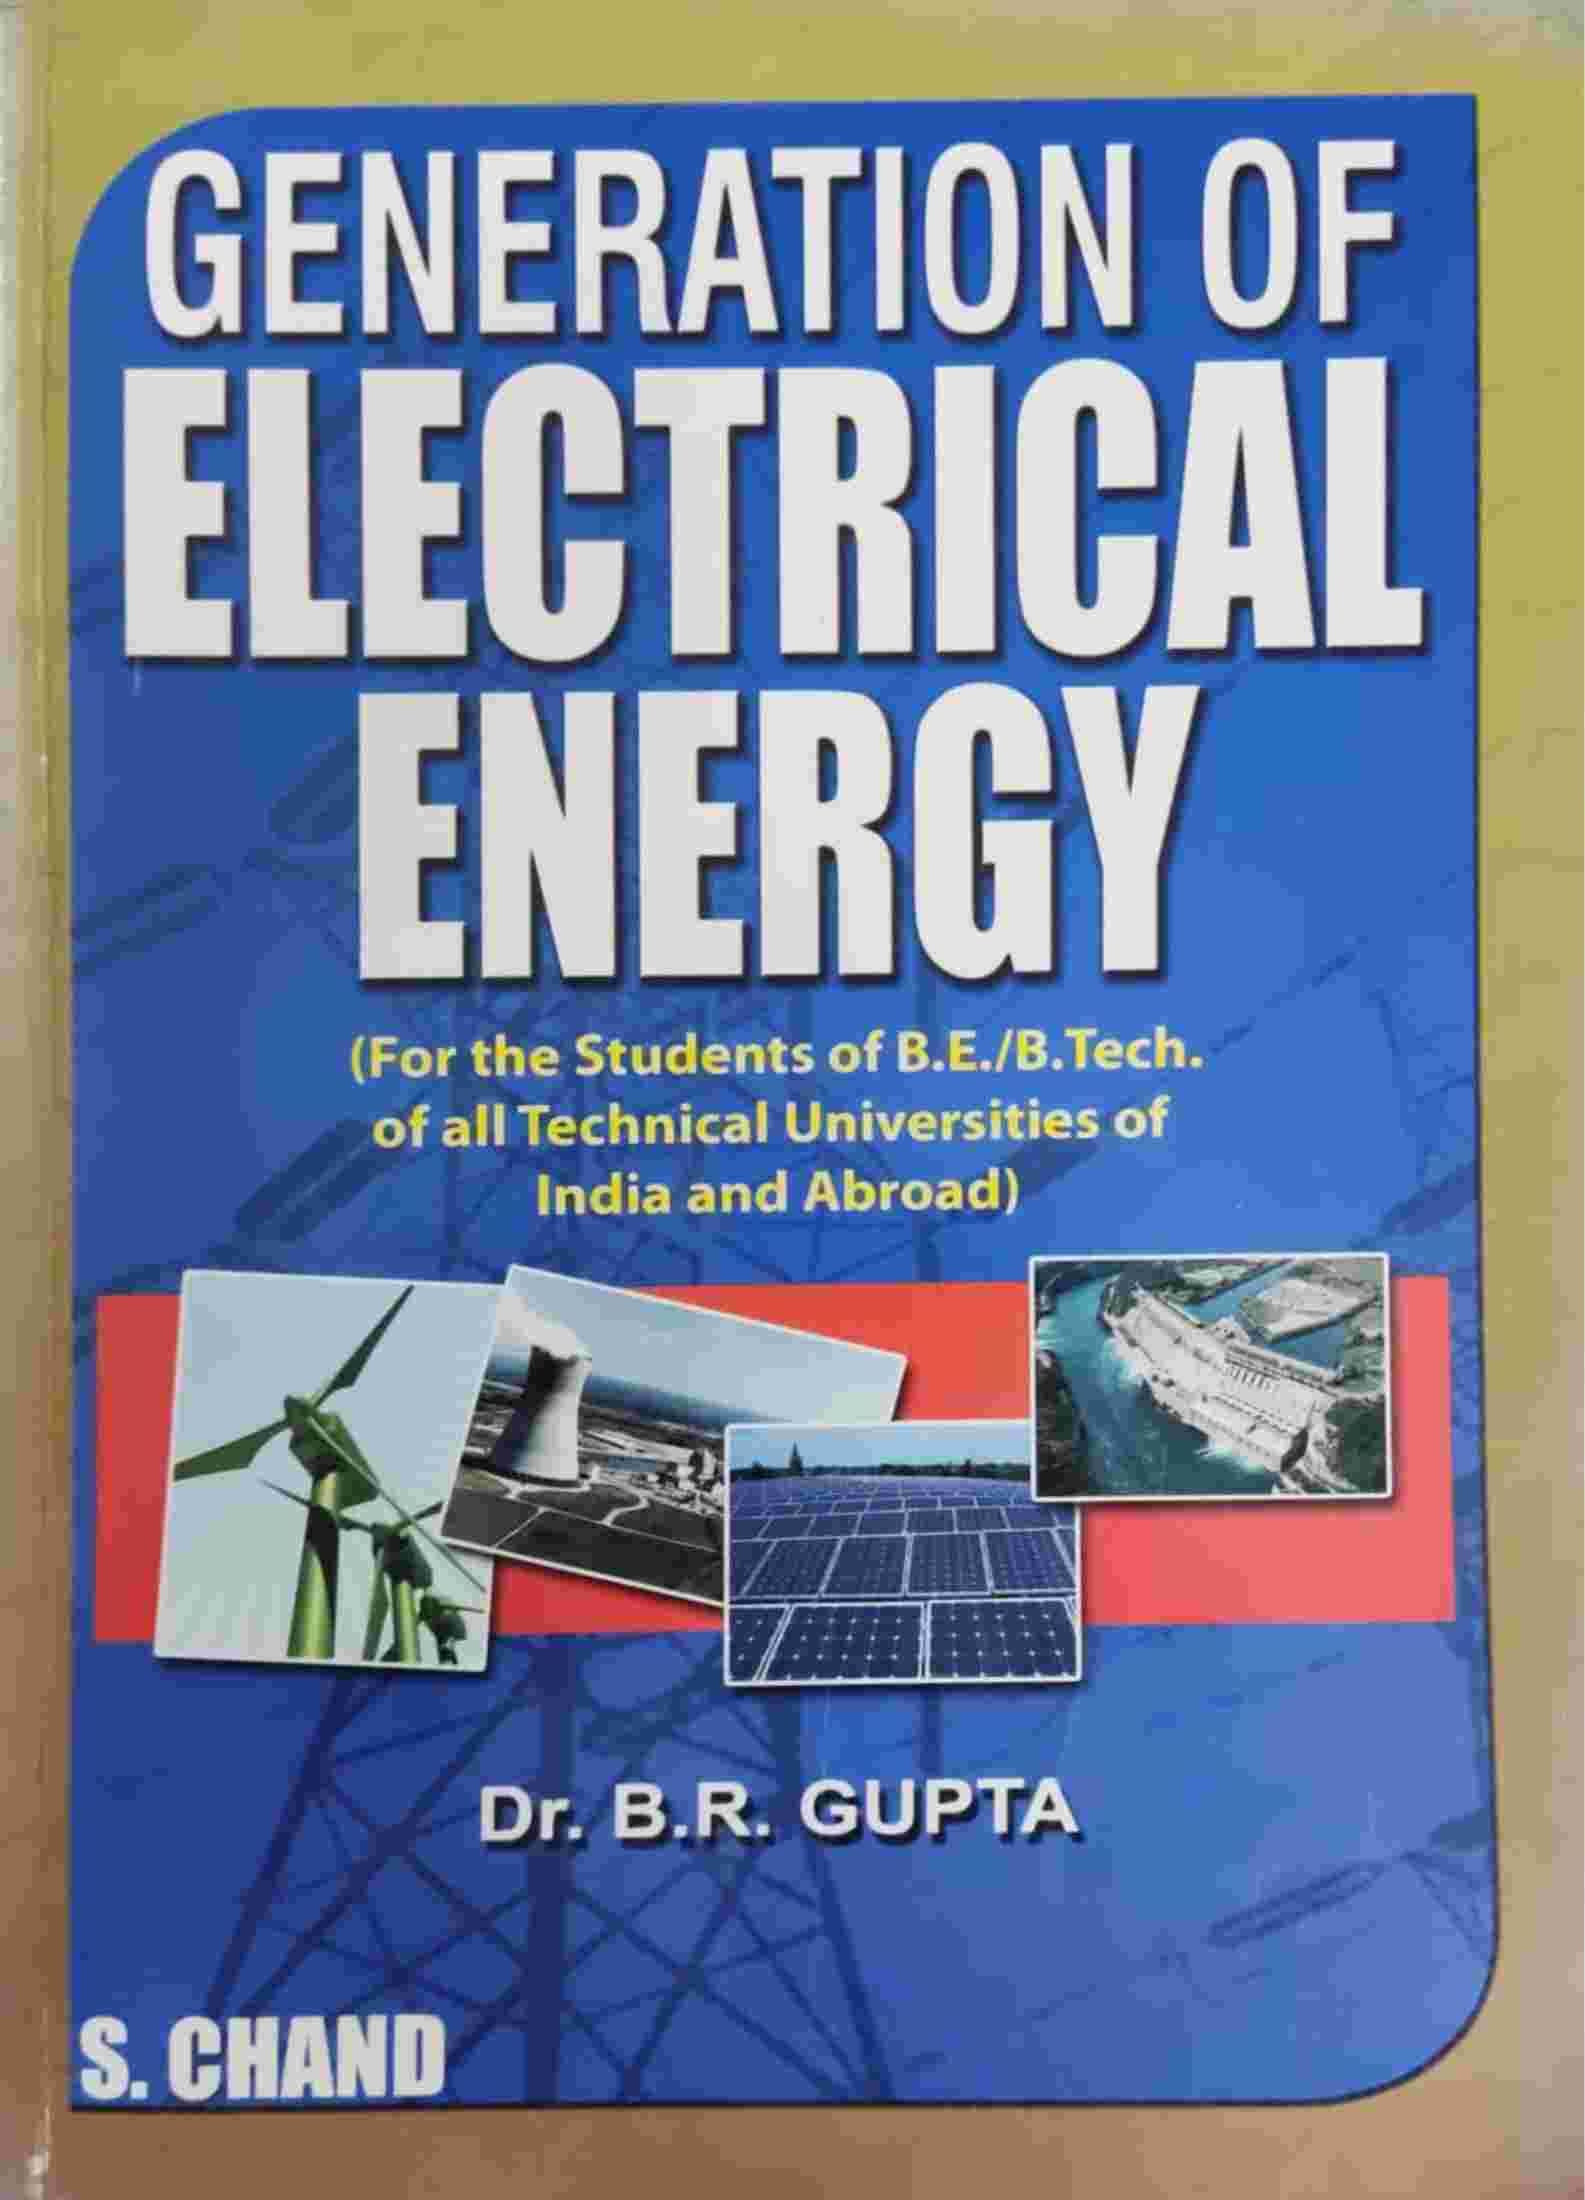 GENERATION OF
ELECTRICAL
ENERGY
(For the Students of B.E./B.Tech.
of all Technical Universities of
India and Abroad)
Dr. B.R. GUPTA
S. CHAND